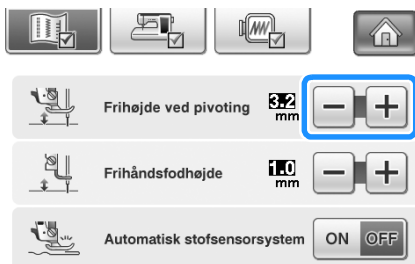 Frihøjde ved pivoting 3.2 mm
Frihåndsfodhøjde 1.0 mm
Automatisk stofsensorsystem ON OFF